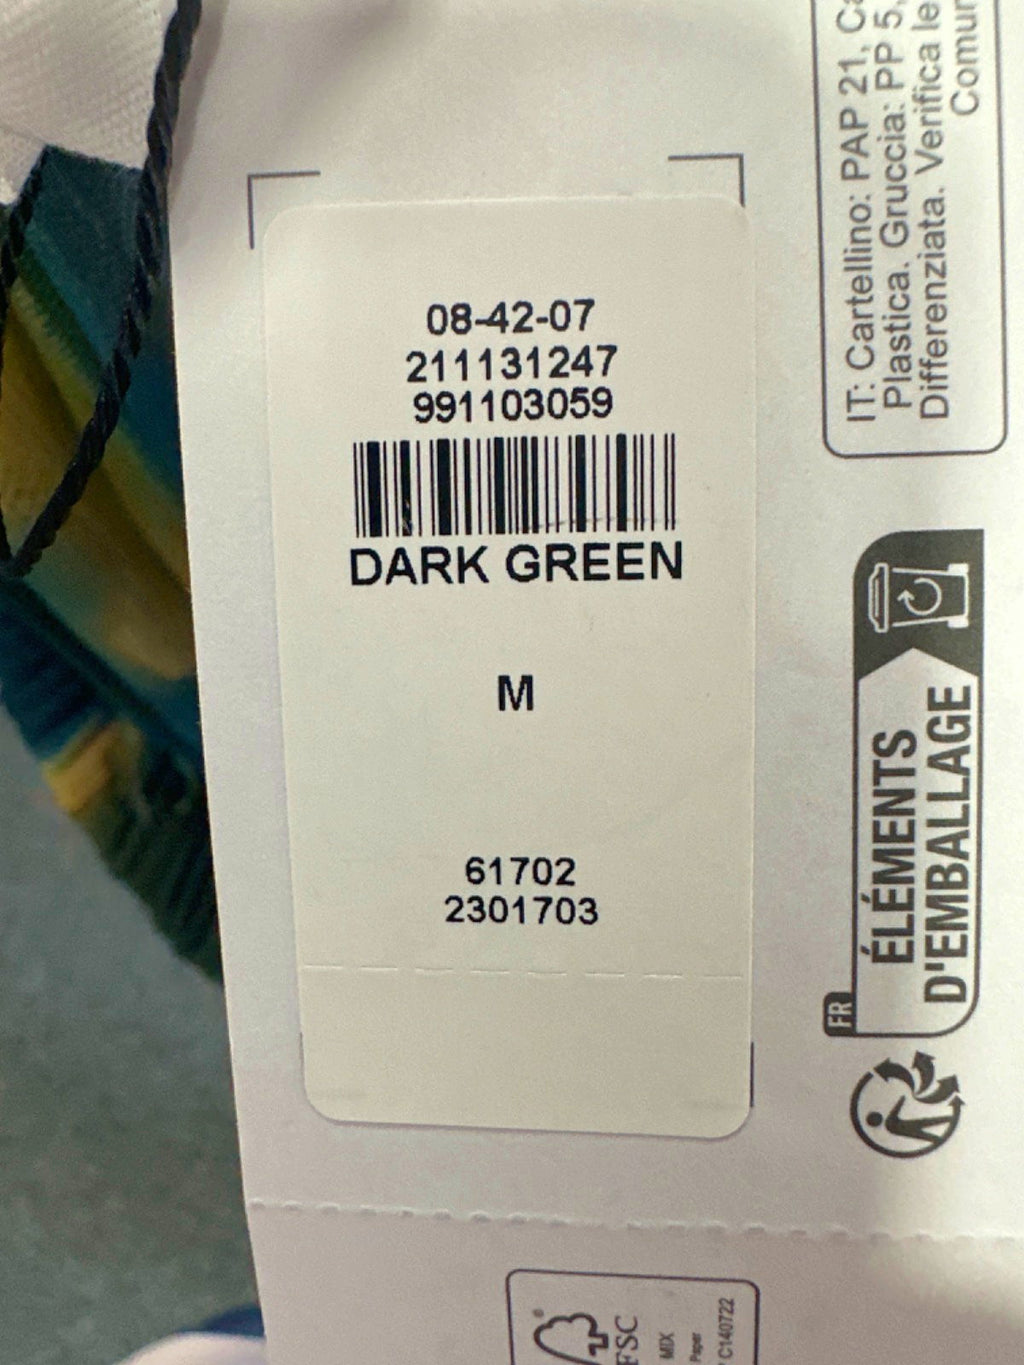 08-42-07
211131247
991103059
DARK GREEN
M
61702
2301703
IT: Cartellino: PAP 21,
Plastica. Gruccia: PP 5,
Differenziata. Verifica le
FR
ÉLÉMENTS
D'EMBALLAGE
FSC
MIX
Paper
C140722